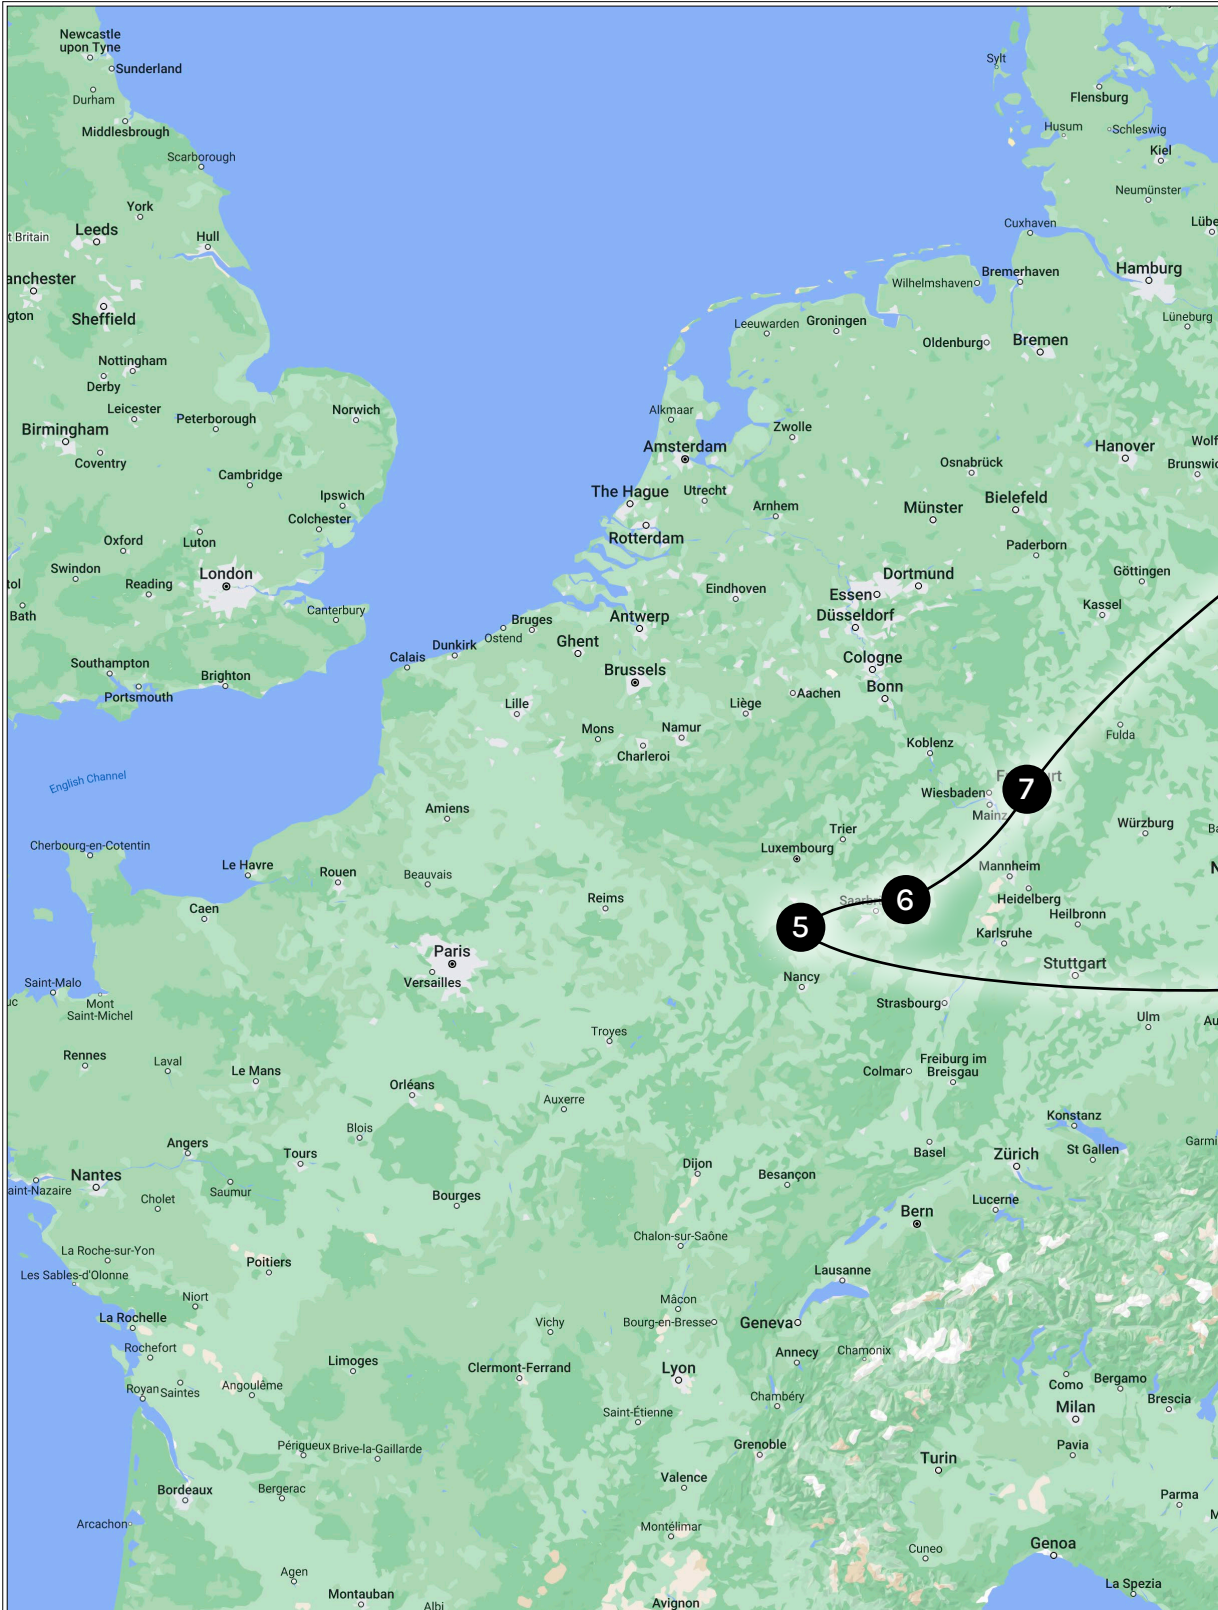 Newcastle
upon Tyne
Sunderland
Durham
Middlesbrough
Scarborough
Sylt
Flensburg
Husum
Schleswig
Kiel
Neumünster
York
Leeds
t Britain
Hull
Cuxhaven
Lübe
anchester
Bremerhaven
Hamburg
Wilhelmshaven
gton
Sheffield
Leeuwarden
Groningen
Lüneburg
Oldenburg
Bremen
Nottingham
Derby
Leicester
Peterborough
Norwich
Alkmaar
Zwolle
Birmingham
Amsterdam
Hanover
Wolf
Coventry
Osnabrück
Brunswic
Cambridge
Ipswich
The Hague
Utrecht
Bielefeld
Arnhem
Münster
Colchester
Oxford
Luton
Rotterdam
Paderborn
Swindon
London
Dortmund
Göttingen
tol
Reading
Eindhoven
Essen
Kassel
Bath
Canterbury
Antwerp
Düsseldorf
Bruges
Ostend
Ghent
Dunkirk
Calais
Cologne
Southampton
Brighton
Brussels
Bonn
Portsmouth
Aachen
Lille
Liège
Mons
Namur
Charleroi
Fulda
Koblenz
English Channel
F
rt
7
Wiesbaden
Mainz
Amiens
Würzburg
Ba
Cherbourg-en-Cotentin
Trier
Luxembourg
Le Havre
Rouen
Beauvais
Mannheim
N
Reims
Saarb
6
Heidelberg
Caen
Heilbronn
5
Karlsruhe
Paris
Stuttgart
Versailles
Nancy
Saint-Malo
uc
Mont
Saint-Michel
Strasbourg
Ulm
Au
Troyes
Rennes
Laval
Le Mans
Freiburg im
Breisgau
Colmar
Orléans
Auxerre
Konstanz
Blois
Angers
Tours
Basel
Zürich
St Gallen
Garmi
Nantes
aint-Nazaire
Dijon
Besançon
Cholet
Saumur
Bourges
Lucerne
Bern
Chalon-sur-Saône
La Roche-sur-Yon
Poitiers
Les Sables-d'Olonne
Lausanne
Niort
Mâcon
La Rochelle
Vichy
Bourg-en-Bresse
Geneva
Rochefort
Limoges
Clermont-Ferrand
Lyon
Annecy
Chamonix
Royan
Saintes
Angoulême
Como
Bergamo
Chambéry
Brescia
Milan
Saint-Étienne
Périgueux
Brive-la-Gaillarde
Grenoble
Pavia
Turin
Bordeaux
Bergerac
Valence
Parma
M
Arcachon
Montélimar
Genoa
Cuneo
Agen
La Spezia
Montauban
Albi
Avignon